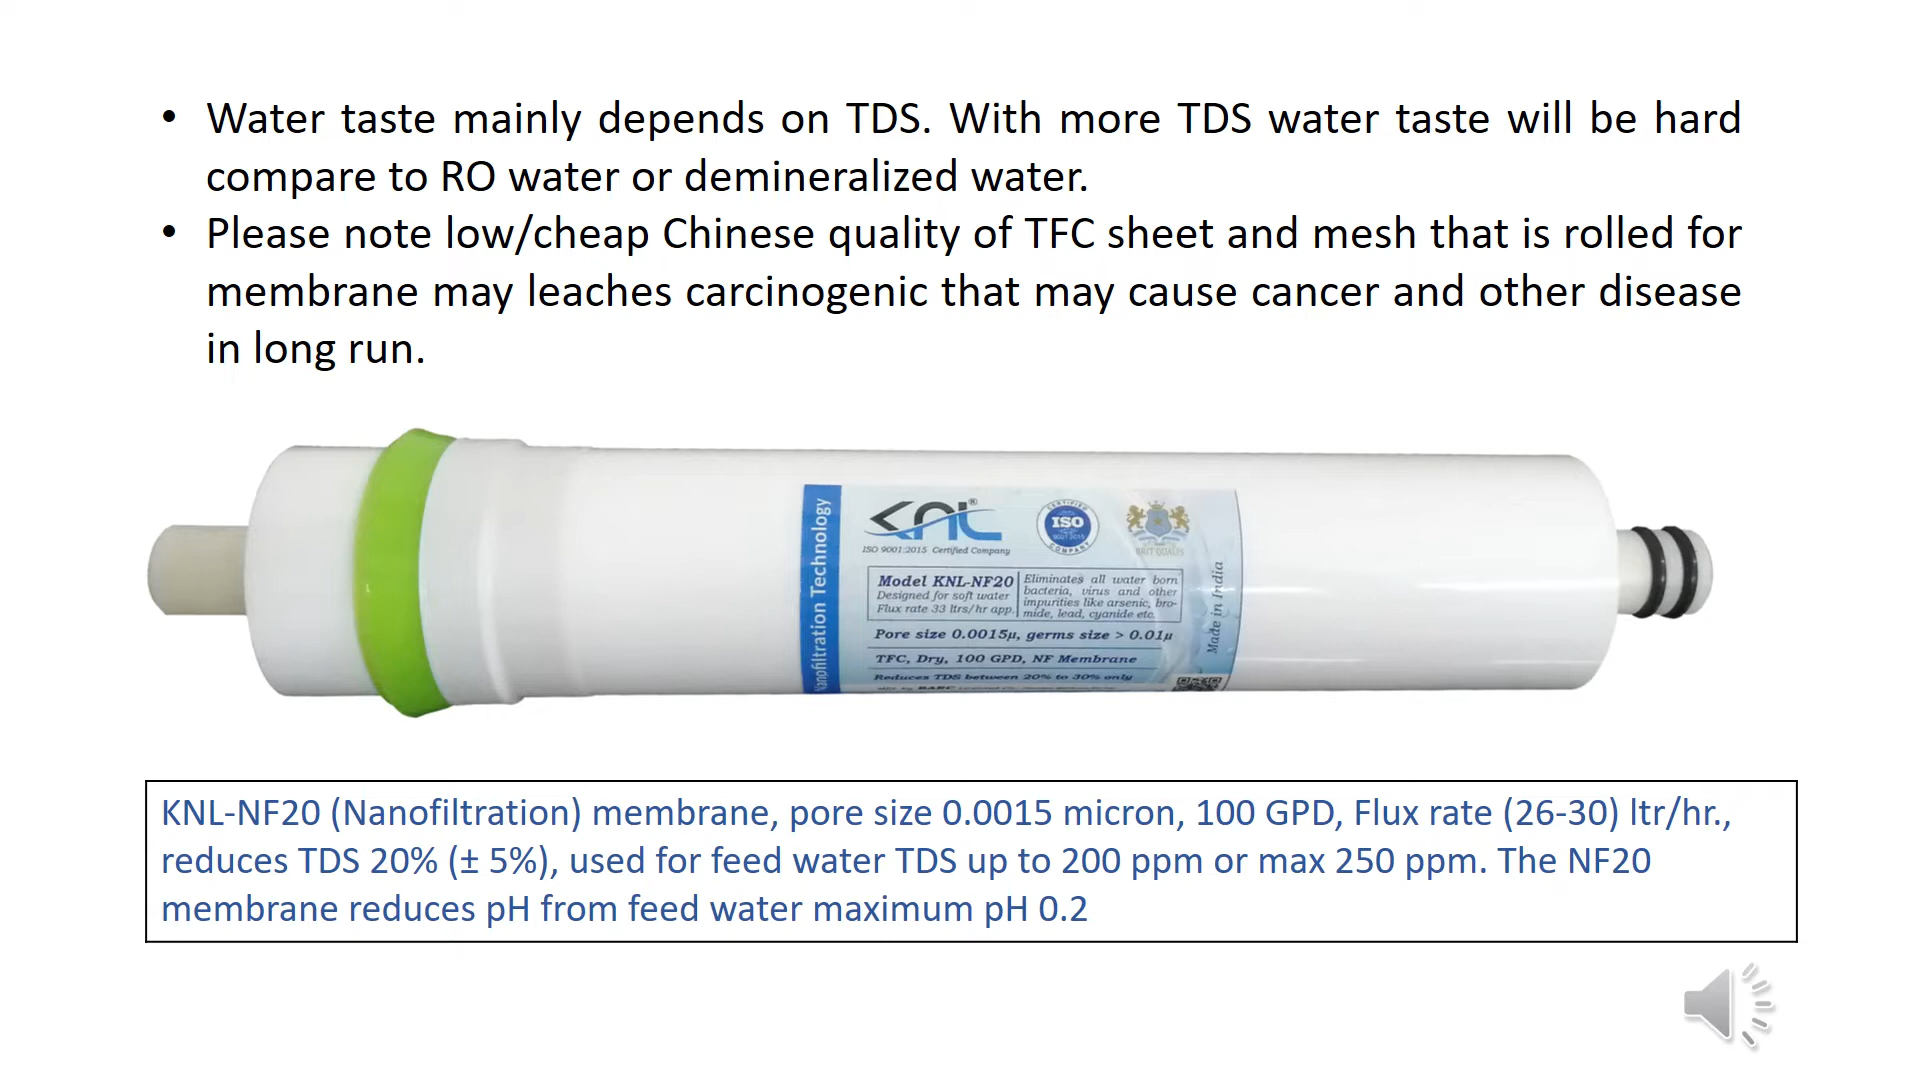 • Water taste mainly depends on TDS. With more TDS water taste will be hard
compare to RO water or demineralized water.
• Please note low/cheap Chinese quality of TFC sheet and mesh that is rolled for
membrane may leaches carcinogenic that may cause cancer and other disease
in long run.
Nanofiltration Technology
KNL®
ISO 9001:2015 Certified Company
CERTIFIED
ISO
9001:2015
COMPANY
BRIT QUALIS
Model KNL-NF20
Designed for soft water
Flux rate 33 ltrs/hr app.
Eliminates all water born
bacteria, virus and other
impurities like arsenic, bro-
mide, lead, cyanide etc.
Pore size 0.0015µ, germs size > 0.01µ
TFC, Dry, 100 GPD, NF Membrane
Reduces TDS between 20% to 30% only
Made in India
KNL-NF20 (Nanofiltration) membrane, pore size 0.0015 micron, 100 GPD, Flux rate (26-30) ltr/hr.,
reduces TDS 20% (± 5%), used for feed water TDS up to 200 ppm or max 250 ppm. The NF20
membrane reduces pH from feed water maximum pH 0.2